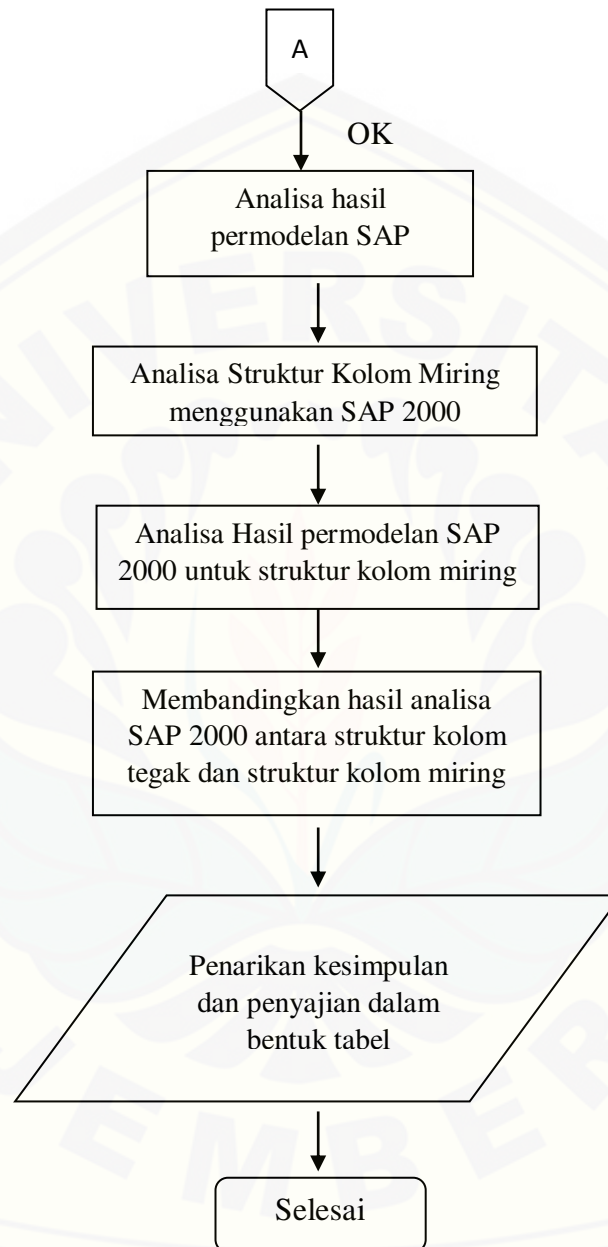 A
OK
Analisa hasil
permodelan SAP
Analisa Struktur Kolom Miring
menggunakan SAP 2000
Analisa Hasil permodelan SAP
2000 untuk struktur kolom miring
Membandingkan hasil analisa
SAP 2000 antara struktur kolom
tegak dan struktur kolom miring
Penarikan kesimpulan
dan penyajian dalam
bentuk tabel
Selesai
UNIVERSITA
JEMBER